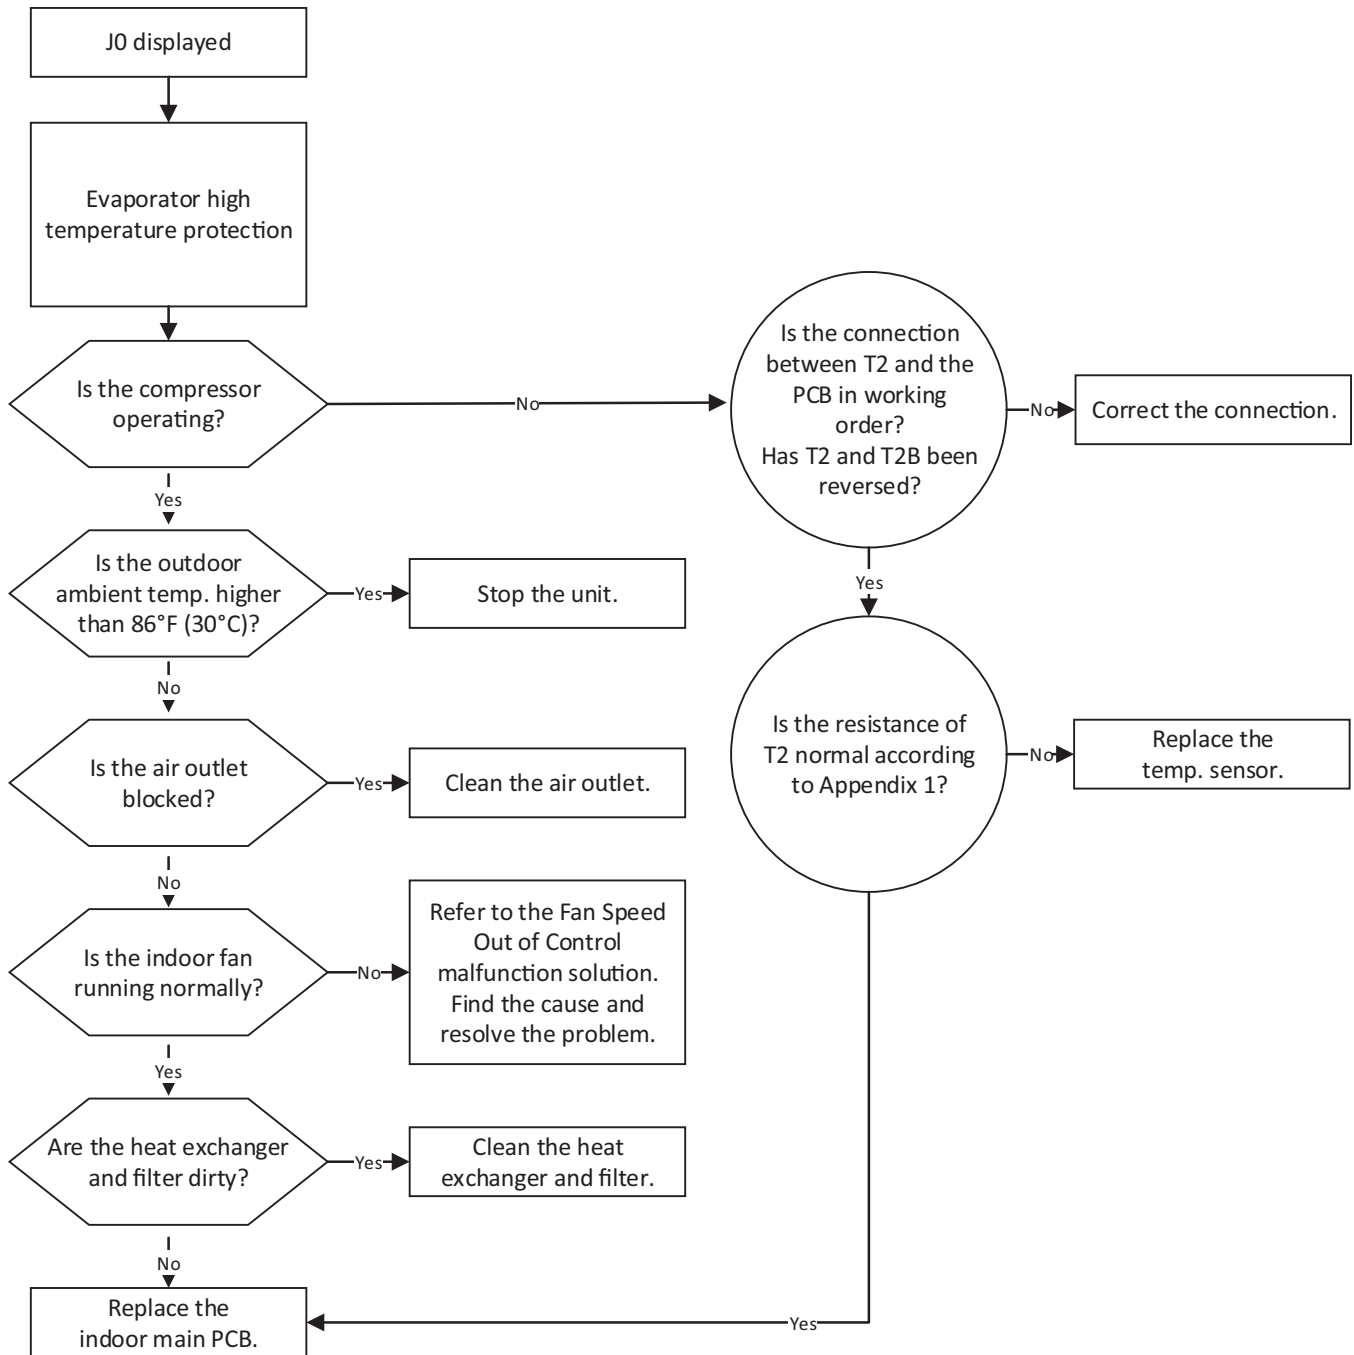 J0 displayed
Evaporator high
temperature protection
Is the compressor
operating?
No
Is the connection
between T2 and the
PCB in working
order?
Has T2 and T2B been
reversed?
No
Correct the connection.
Yes
Is the outdoor
ambient temp. higher
than 86°F (30°C)?
Yes
Stop the unit.
Yes
No
Is the air outlet
blocked?
Yes
Clean the air outlet.
Is the resistance of
T2 normal according
to Appendix 1?
No
Replace the
temp. sensor.
No
Is the indoor fan
running normally?
No
Refer to the Fan Speed
Out of Control
malfunction solution.
Find the cause and
resolve the problem.
Yes
Are the heat exchanger
and filter dirty?
Yes
Clean the heat
exchanger and filter.
No
Replace the
indoor main PCB.
Yes